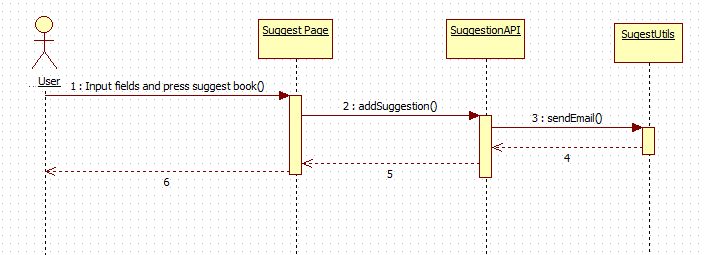 Suggest Page
SuggestionAPI
SugestUtils
User
1 : Input fields and press suggest book()
2 : addSuggestion()
3 : sendEmail()
4
5
6